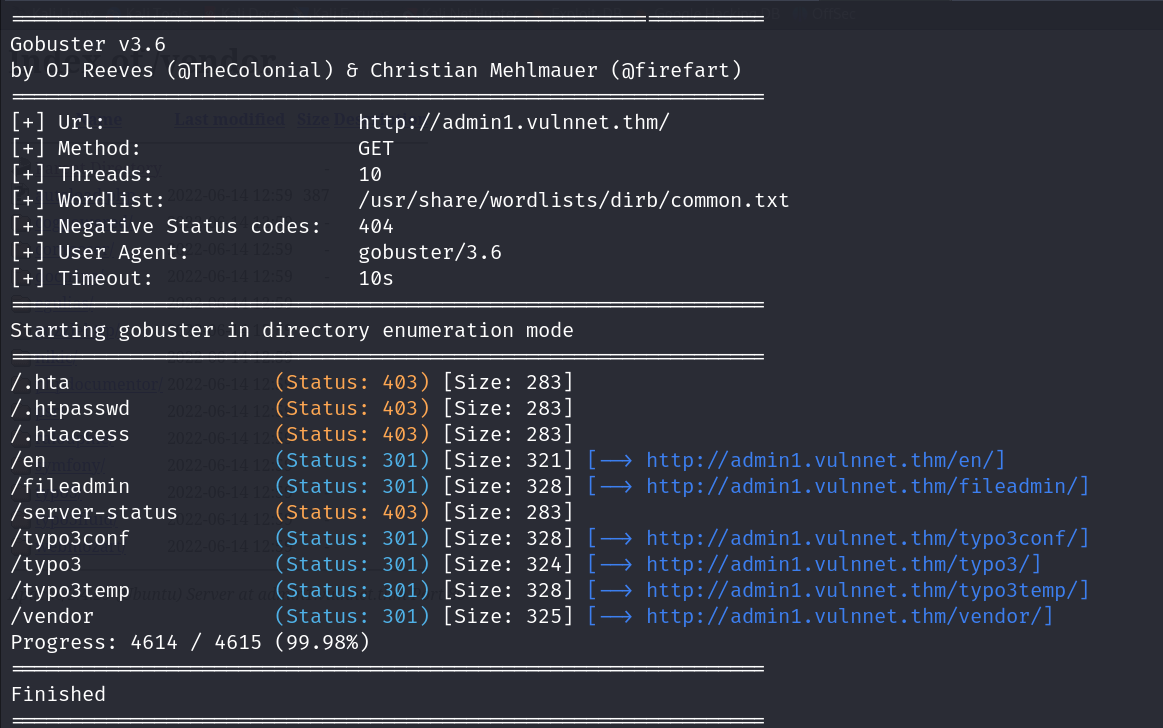 Gobuster v3.6
by OJ Reeves (@TheColonial) & Christian Mehlmauer (@firefart)
[+] Url: http://admin1.vulnnet.thm/
[+] Method: GET
[+] Threads: 10
[+] Wordlist: /usr/share/wordlists/dirb/common.txt
[+] Negative Status codes: 404
[+] User Agent: gobuster/3.6
[+] Timeout: 10s
Starting gobuster in directory enumeration mode
/.hta (Status: 403) [Size: 283]
/.htpasswd (Status: 403) [Size: 283]
/.htaccess (Status: 403) [Size: 283]
/en (Status: 301) [Size: 321] [--> http://admin1.vulnnet.thm/en/]
/fileadmin (Status: 301) [Size: 328] [--> http://admin1.vulnnet.thm/fileadmin/]
/server-status (Status: 403) [Size: 283]
/typo3conf (Status: 301) [Size: 328] [--> http://admin1.vulnnet.thm/typo3conf/]
/typo3 (Status: 301) [Size: 324] [--> http://admin1.vulnnet.thm/typo3/]
/typo3temp (Status: 301) [Size: 328] [--> http://admin1.vulnnet.thm/typo3temp/]
/vendor (Status: 301) [Size: 325] [--> http://admin1.vulnnet.thm/vendor/]
Progress: 4614 / 4615 (99.98%)
Finished